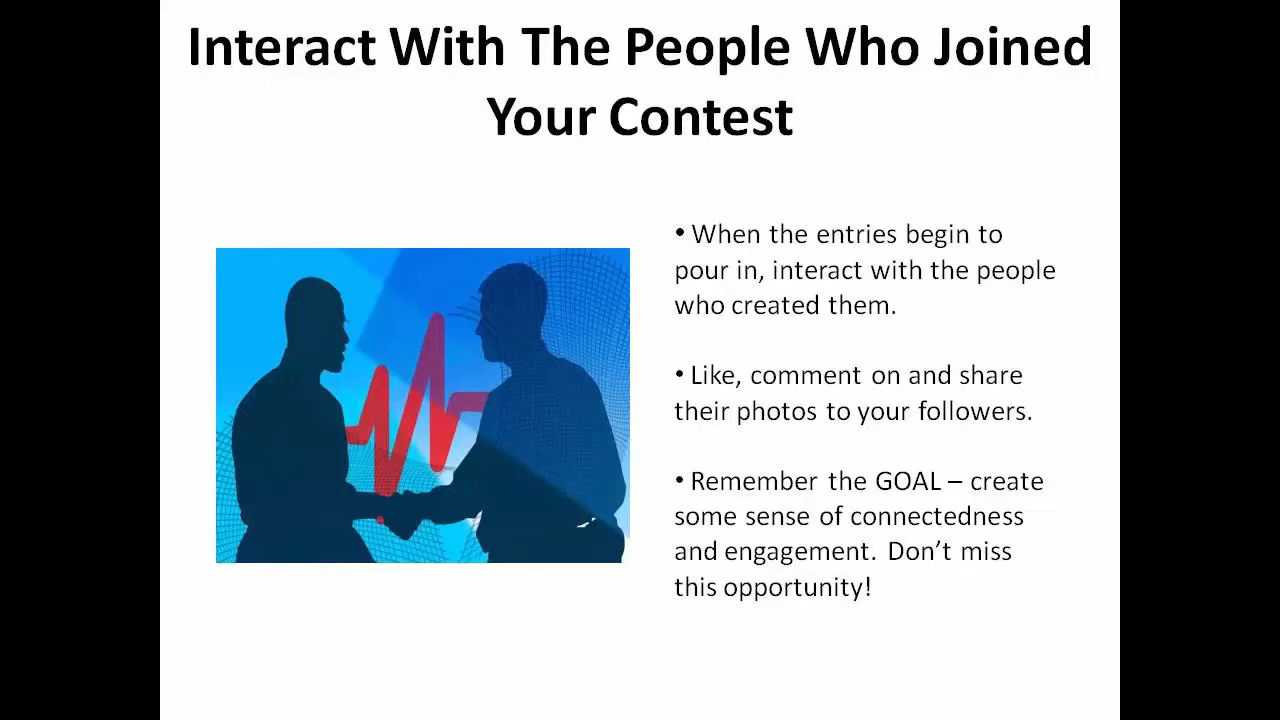 Interact With The People Who Joined
Your Contest
• When the entries begin to
pour in, interact with the people
who created them.
• Like, comment on and share
their photos to your followers.
• Remember the GOAL – create
some sense of connectedness
and engagement. Don’t miss
this opportunity!